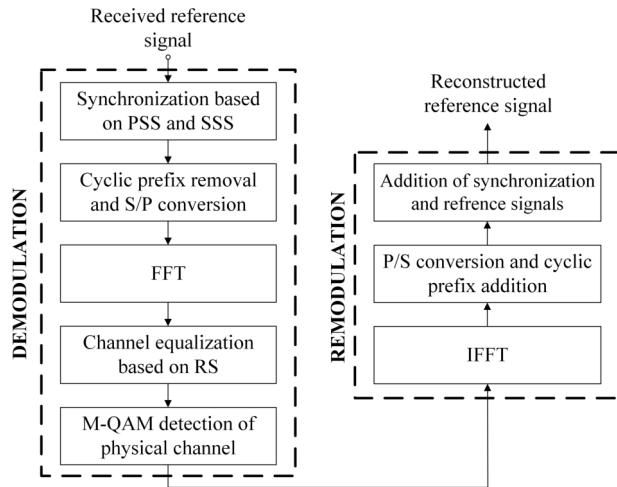 Received reference
signal
DEMODULATION
Synchronization based
on PSS and SSS
Cyclic prefix removal
and S/P conversion
FFT
Channel equalization
based on RS
M-QAM detection of
physical channel
Reconstructed
reference signal
REMODULATION
Addition of synchronization
and refrence signals
P/S conversion and cyclic
prefix addition
IFFT